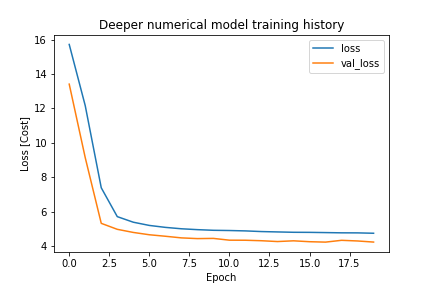 Deeper numerical model training history
loss
val_loss
Loss [Cost]
16
14
12
10
8
6
4
0.0 2.5 5.0 7.5 10.0 12.5 15.0 17.5
Epoch